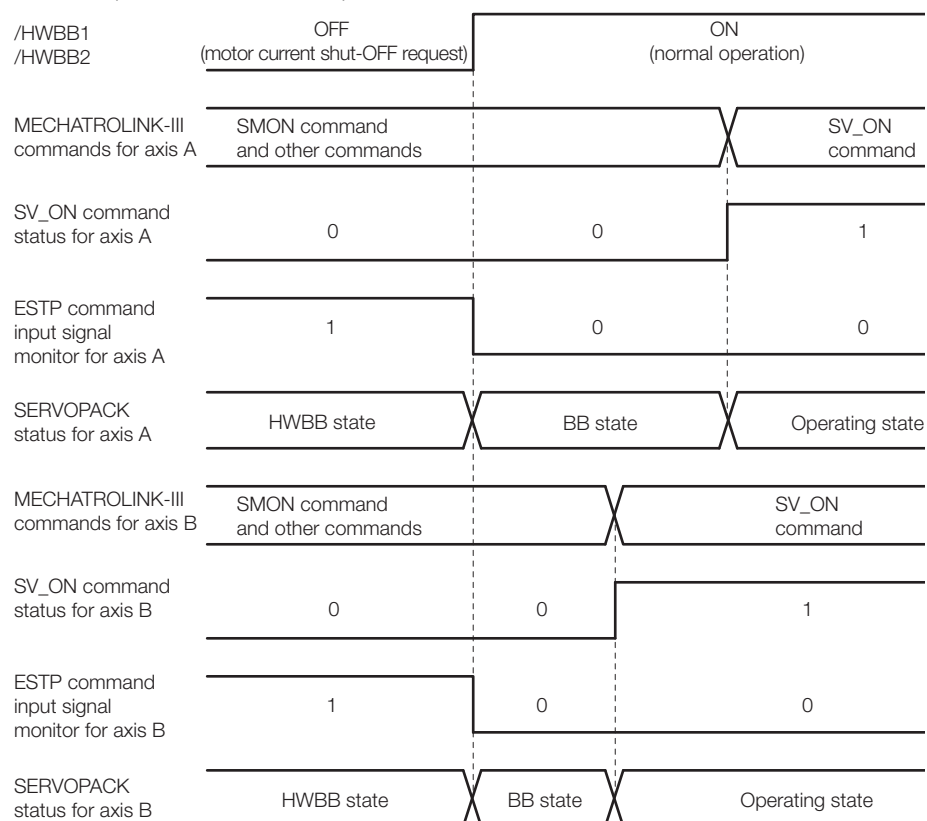 /HWBB1
/HWBB2
OFF
(motor current shut-OFF request)
ON
(normal operation)
MECHATROLINK-III
commands for axis A
SMON command
and other commands
SV_ON
command
SV_ON command
status for axis A
0
0
1
ESTP command
input signal
monitor for axis A
1
0
0
SERVOPACK
status for axis A
HWBB state
BB state
Operating state
MECHATROLINK-III
commands for axis B
SMON command
and other commands
SV_ON
command
SV_ON command
status for axis B
0
0
1
ESTP command
input signal
monitor for axis B
1
0
0
SERVOPACK
status for axis B
HWBB state
BB state
Operating state